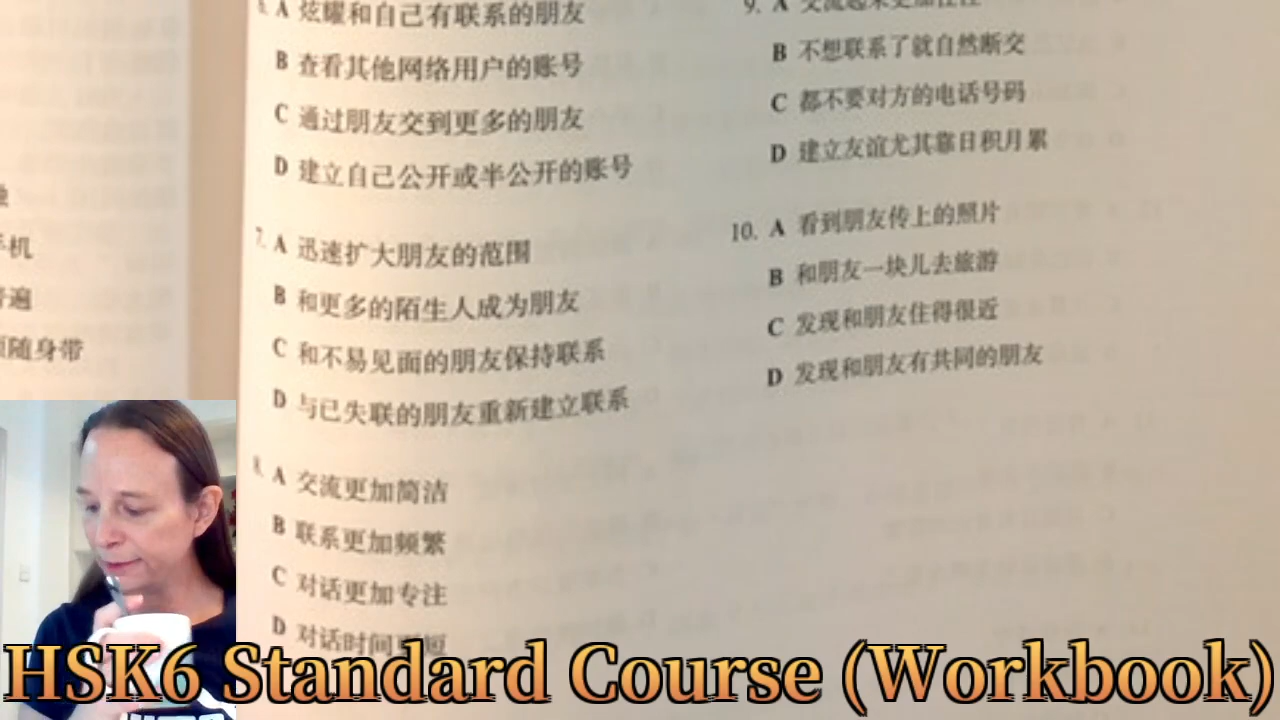 A 炫耀和自己有联系的朋友
B 查看其他网络用户的账号
C 通过朋友交到更多的朋友
D 建立自己公开或半公开的账号
7. A 迅速扩大朋友的范围
B 和更多的陌生人成为朋友
C 和不易见面的朋友保持联系
D 与已失联的朋友重新建立联系
8. A 交流更加简洁
B 联系更加频繁
C 对话更加专注
D 对话时间更短
9. A
B 不想联系了就自然断交
C 都不要对方的电话号码
D 建立友谊尤其靠日积月累
10. A 看到朋友传上的照片
B 和朋友一块儿去旅游
C 发现和朋友住得很近
D 发现和朋友有共同的朋友
机
遍
随身带
HSK6 Standard Course (Workbook)